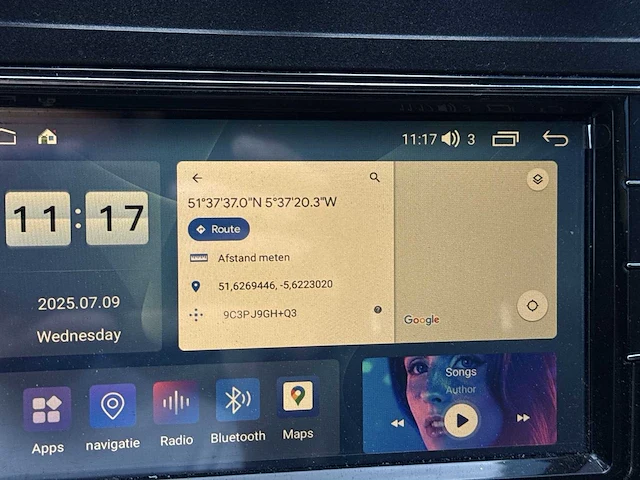 11:17 3
11:17
2025.07.09
Wednesday
51°37'37.0"N 5°37'20.3"W
Route
Afstand meten
51,6269446, -5,6223020
9C3PJ9GH+Q3
?
Google
Apps
navigatie
Radio
Bluetooth
Maps
Songs
Author